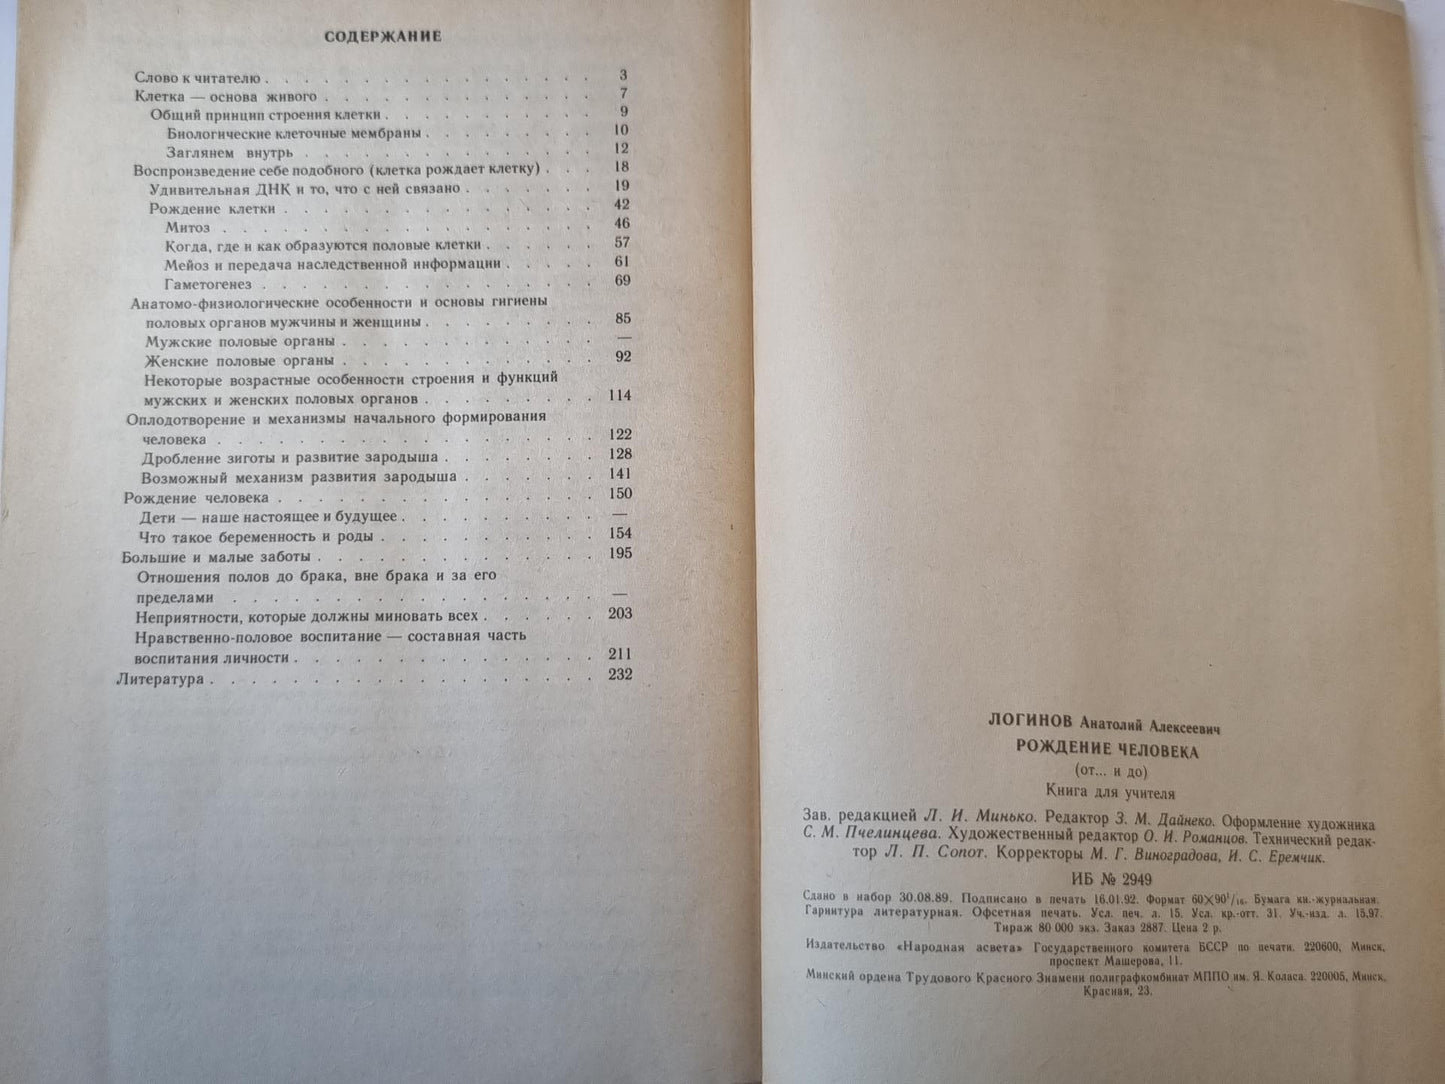 СОДЕРЖАНИЕ
Слово к читателю . . . . . . . . . . . . . . . . . 3
Клетка — основа живого . . . . . . . . . . . . . . 7
Общий принцип строения клетки . . . . . . . . . . . 9
Биологические клеточные мембраны . . . . . . . . . 10
Заглянем внутрь . . . . . . . . . . . . . . . . 12
Воспроизведение себе подобного (клетка рождает клетку) . . . 18
Удивительная ДНК и то, что с ней связано . . . . . . . 19
Рождение клетки . . . . . . . . . . . . . . . . . 42
Митоз . . . . . . . . . . . . . . . . . . . . 46
Когда, где и как образуются половые клетки . . . . . . 57
Мейоз и передача наследственной информации . . . . . 61
Гаметогенез . . . . . . . . . . . . . . . . . . 69
Анатомо-физиологические особенности и основы гигиены
половых органов мужчины и женщины . . . . . . . . . 85
Мужские половые органы . . . . . . . . . . . . . . —
Женские половые органы . . . . . . . . . . . . . . 92
Некоторые возрастные особенности строения и функций
мужских и женских половых органов . . . . . . . . . 114
Оплодотворение и механизмы начального формирования
человека . . . . . . . . . . . . . . . . . . . . 122
Дробление зиготы и развитие зародыша . . . . . . . . 128
Возможный механизм развития зародыша . . . . . . . 141
Рождение человека . . . . . . . . . . . . . . . . . 150
Дети — наше настоящее и будущее . . . . . . . . . . —
Что такое беременность и роды . . . . . . . . . . . . 154
Большие и малые заботы . . . . . . . . . . . . . . . 195
Отношения полов до брака, вне брака и за его
пределами . . . . . . . . . . . . . . . . . . . . —
Неприятности, которые должны миновать всех . . . . . . 203
Нравственно-половое воспитание — составная часть
воспитания личности . . . . . . . . . . . . . . . . 211
Литература . . . . . . . . . . . . . . . . . . . . . 232
ЛОГИНОВ Анатолий Алексеевич
РОЖДЕНИЕ ЧЕЛОВЕКА
(от... и до)
Книга для учителя
Зав. редакцией Л. И. Минько. Редактор З. М. Дайнеко. Оформление художника
С. М. Пчелинцева. Художественный редактор О. И. Романцов. Технический редак-
тор Л. П. Сопот. Корректоры М. Г. Виноградова, И. С. Еремчик.
ИБ № 2949
Сдано в набор 30.08.89. Подписано в печать 16.01.92. Формат 60×90¹/₁₆. Бумага кн.-журнальная.
Гарнитура литературная. Офсетная печать. Усл. печ. л. 15. Усл. кр.-отт. 31. Уч.-изд. л. 15,97.
Тираж 80 000 экз. Заказ 2887. Цена 2 р.
Издательство «Народная асвета» Государственного комитета БССР по печати. 220600, Минск,
проспект Машерова, 11.
Минский ордена Трудового Красного Знамени полиграфкомбинат МППО им. Я. Коласа. 220005, Минск,
Красная, 23.